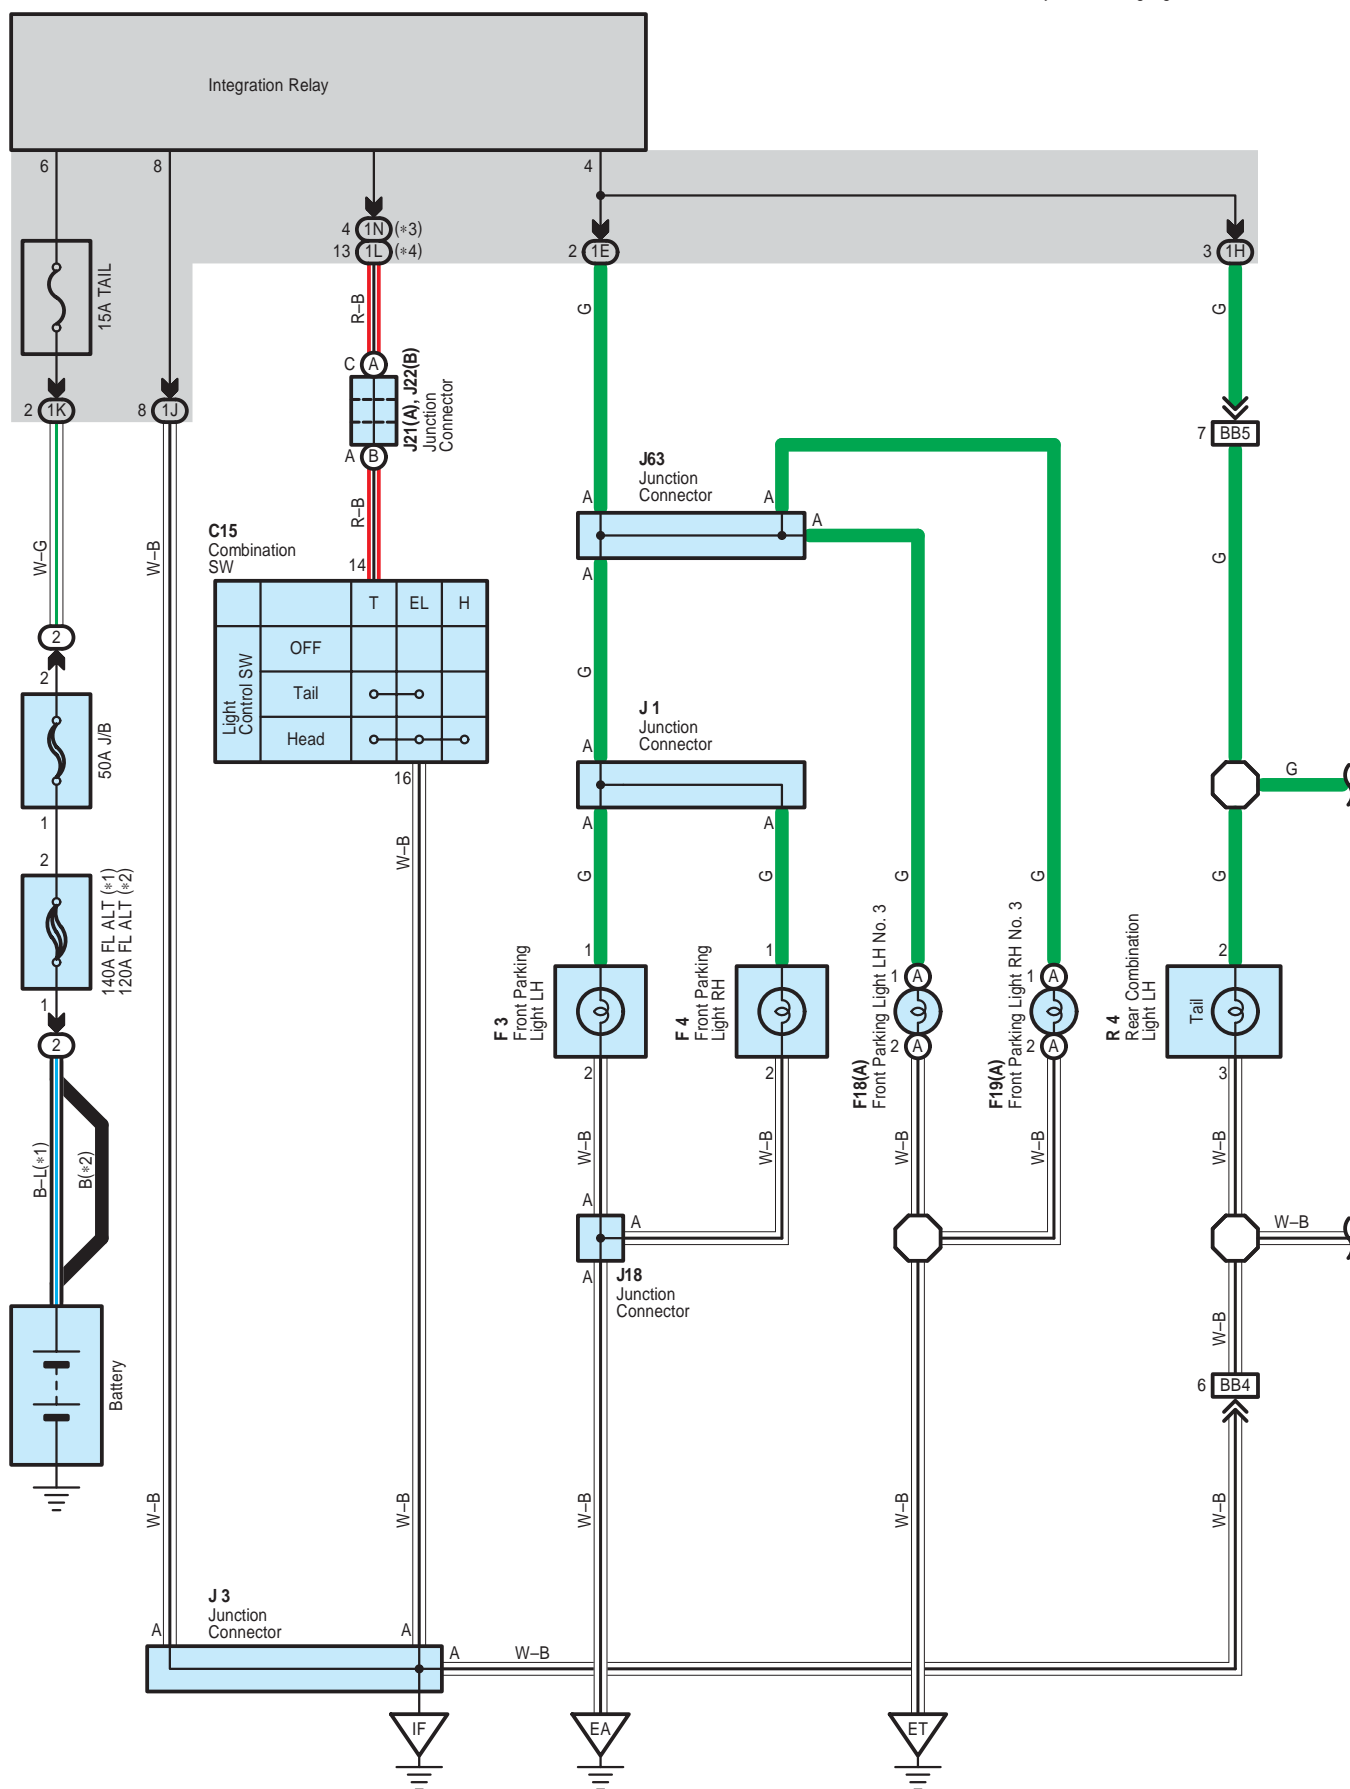 Integration Relay
6
8
4
4 1N (*3)
13 1L (*4)
2 1E
3 1H
15A TAIL
R–B
G
G
C A
J21(A), J22(B)
Junction
Connector
A B
2 1K
8 1J
7 BB5
J63
Junction
Connector
A
A
A
A
R–B
14
W–G
W–B
G
C15
Combination
SW
T EL H
Light
Control SW
OFF
Tail
Head
16
2
2
50A J/B
1
G
J 1
Junction
Connector
A
A
A
G
2
140A FL ALT (*1)
120A FL ALT (*2)
1
2
W–B
G
G
G
G
G
1
F 3
Front Parking
Light LH
2
1
F 4
Front Parking
Light RH
2
1 A
2 A
F18(A)
Front Parking Light LH No. 3
1 A
2 A
F19(A)
Front Parking Light RH No. 3
2
R 4
Rear Combination
Light LH
Tail
3
B–L(*1)
B(*2)
W–B
W–B
W–B
W–B
W–B
A
A
A
J18
Junction
Connector
W–B
W–B
6 BB4
Battery
W–B
W–B
W–B
W–B
W–B
J 3
Junction
Connector
A
A
A
W–B
IF
EA
ET